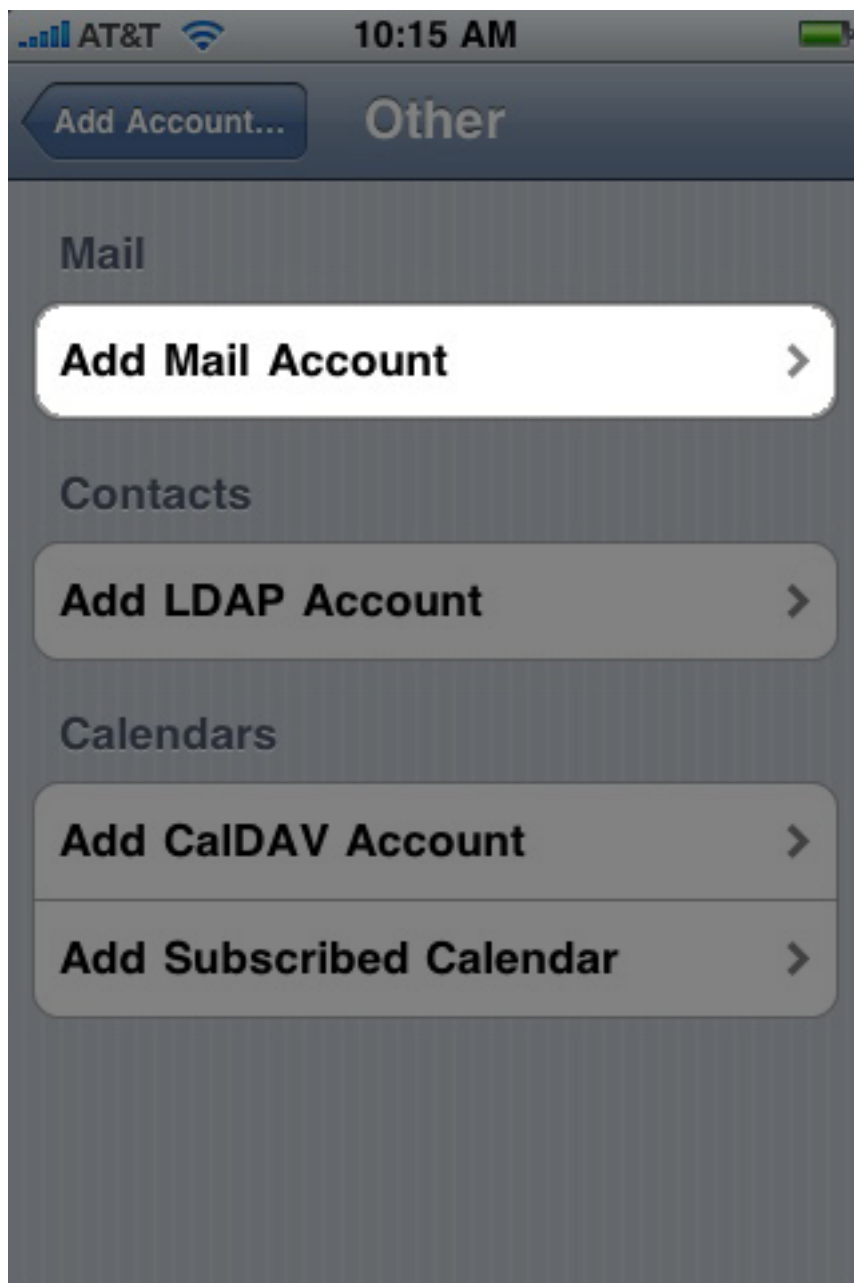 AT&T 10:15 AM
Add Account... Other
Mail
Add Mail Account
Contacts
Add LDAP Account
Calendars
Add CalDAV Account
Add Subscribed Calendar